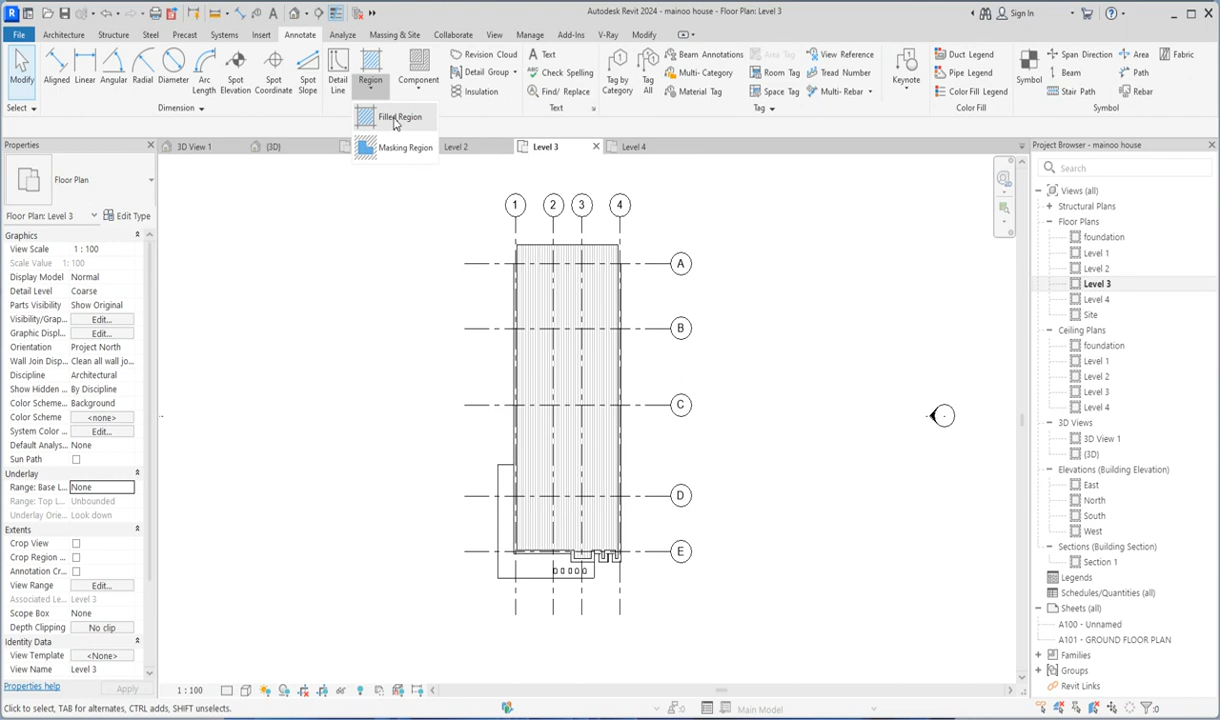 Autodesk Revit 2024 - mainoo house - Floor Plan: Level 3
Sign In
File Architecture Structure Steel Precast Systems Insert Annotate Analyze Massing & Site Collaborate View Manage Add-Ins V-Ray Modify
Modify Aligned Linear Angular Radial Diameter Arc Length Spot Elevation Spot Coordinate Spot Slope Detail Line Region Component
Revision Cloud
Detail Group
Insulation
Text
Check Spelling
Find/ Replace
Tag by Category Tag All
Beam Annotations
Multi- Category
Material Tag
Area Tag
Room Tag
Space Tag
View Reference
Tread Number
Multi- Rebar
Keynote
Duct Legend
Pipe Legend
Color Fill Legend
Symbol
Span Direction
Beam
Stair Path
Area
Path
Fabric
Select Dimension Text Tag Color Fill Symbol
Filled Region
Masking Region
Properties
3D View 1 (3D) Level 2 Level 3 Level 4
Floor Plan
Floor Plan: Level 3 Edit Type
Graphics
View Scale 1 : 100
Scale Value 1: 100
Display Model Normal
Detail Level Coarse
Parts Visibility Show Original
Visibility/Grap... Edit...
Graphic Displ... Edit...
Orientation Project North
Wall Join Disp... Clean all wall jo...
Discipline Architectural
Show Hidden ... By Discipline
Color Scheme... Background
Color Scheme <none>
System Color ... Edit...
Default Analys... None
Sun Path
Underlay
Range: Base L... None
Range: Top L... Unbounded
Underlay Orie... Look down
Extents
Crop View
Crop Region ...
Annotation Cr...
View Range Edit...
Associated Le... Level 3
Scope Box None
Depth Clipping No clip
Identity Data
View Template <None>
View Name Level 3
Properties help Apply
1 2 3 4
A
B
C
D
E
Project Browser - mainoo house
Search
Views (all)
Structural Plans
Floor Plans
foundation
Level 1
Level 2
Level 3
Level 4
Site
Ceiling Plans
foundation
Level 1
Level 2
Level 3
Level 4
3D Views
3D View 1
(3D)
Elevations (Building Elevation)
East
North
South
West
Sections (Building Section)
Section 1
Legends
Schedules/Quantities (all)
Sheets (all)
A100 - Unnamed
A101 - GROUND FLOOR PLAN
Families
Groups
Revit Links
1 : 100
Click to select, TAB for alternates, CTRL adds, SHIFT unselects.
:0
Main Model
:0